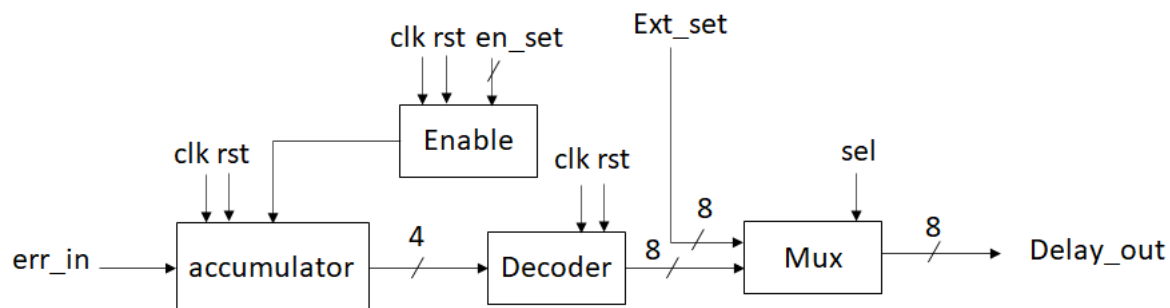 Ext_set
clk rst en_set
Enable
clk rst
clk rst
sel
8
4
8
8
err_in
accumulator
Decoder
Mux
Delay_out